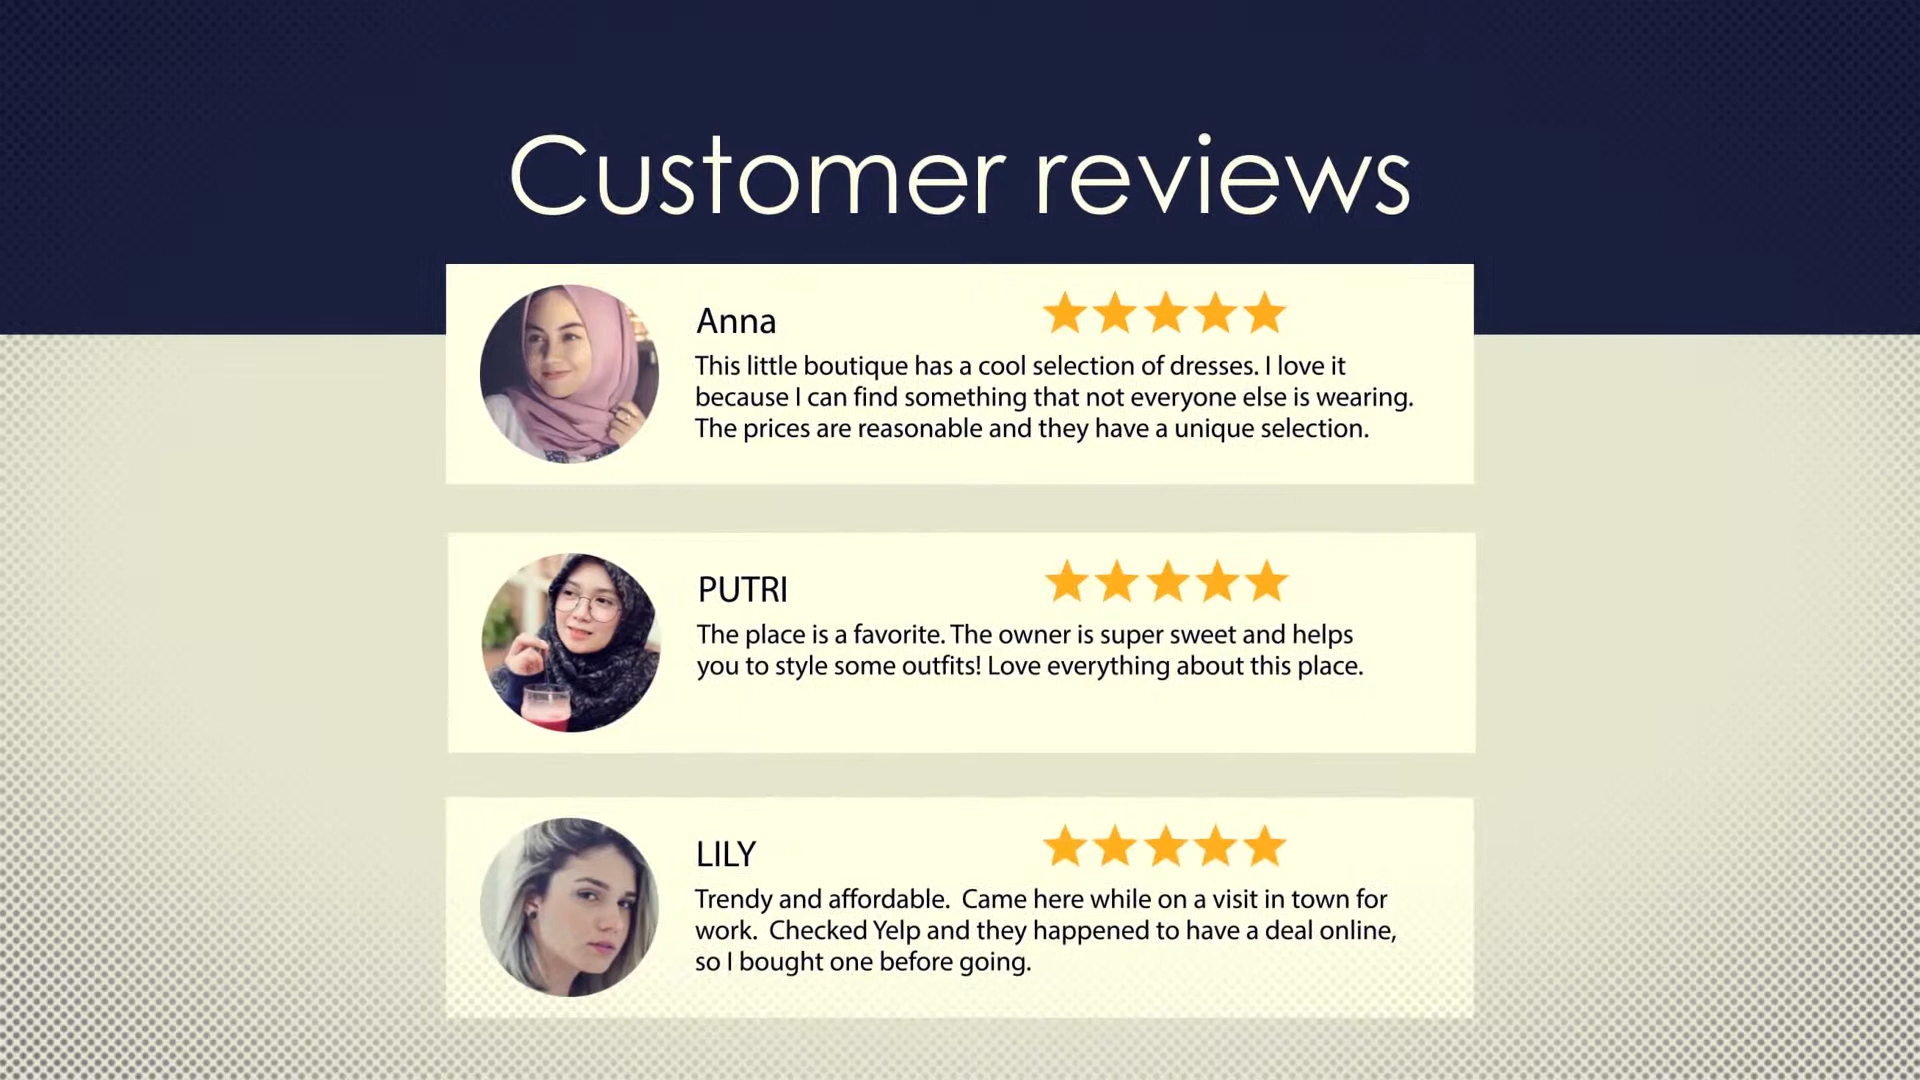 Customer reviews
Anna
This little boutique has a cool selection of dresses. I love it
because I can find something that not everyone else is wearing.
The prices are reasonable and they have a unique selection.
PUTRI
The place is a favorite. The owner is super sweet and helps
you to style some outfits! Love everything about this place.
LILY
Trendy and affordable.  Came here while on a visit in town for
work.  Checked Yelp and they happened to have a deal online,
so I bought one before going.